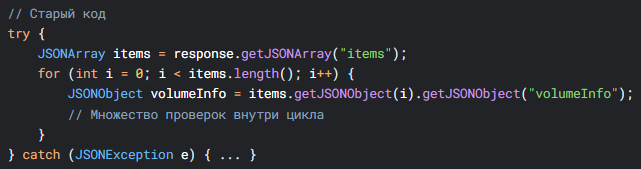 // Старый код
try {
    JSONArray items = response.getJSONArray("items");
    for (int i = 0; i < items.length(); i++) {
        JSONObject volumeInfo = items.getJSONObject(i).getJSONObject("volumeInfo");
        // Множество проверок внутри цикла
    }
} catch (JSONException e) { ... }